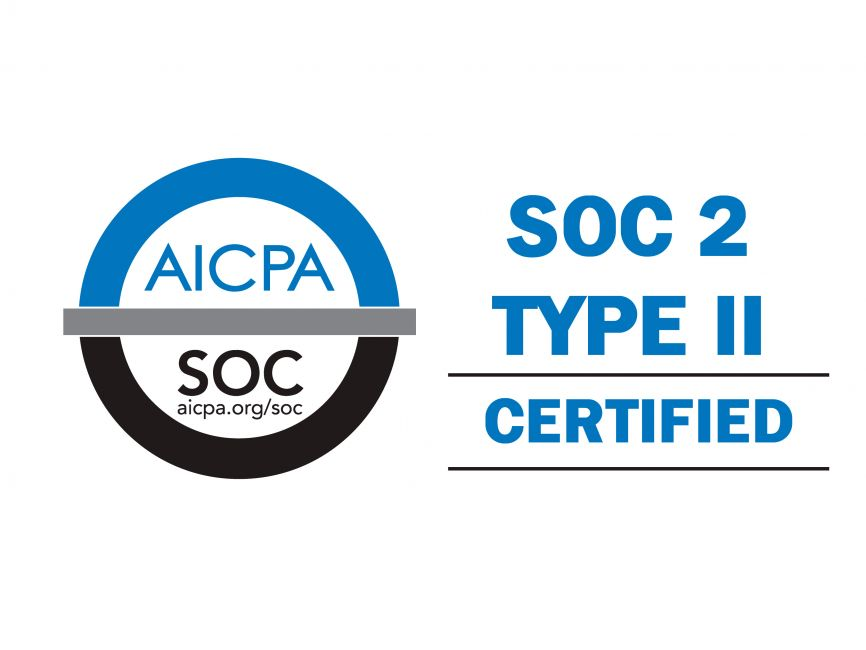 AICPA
SOC
aicpa.org/soc
SOC 2
TYPE II
CERTIFIED